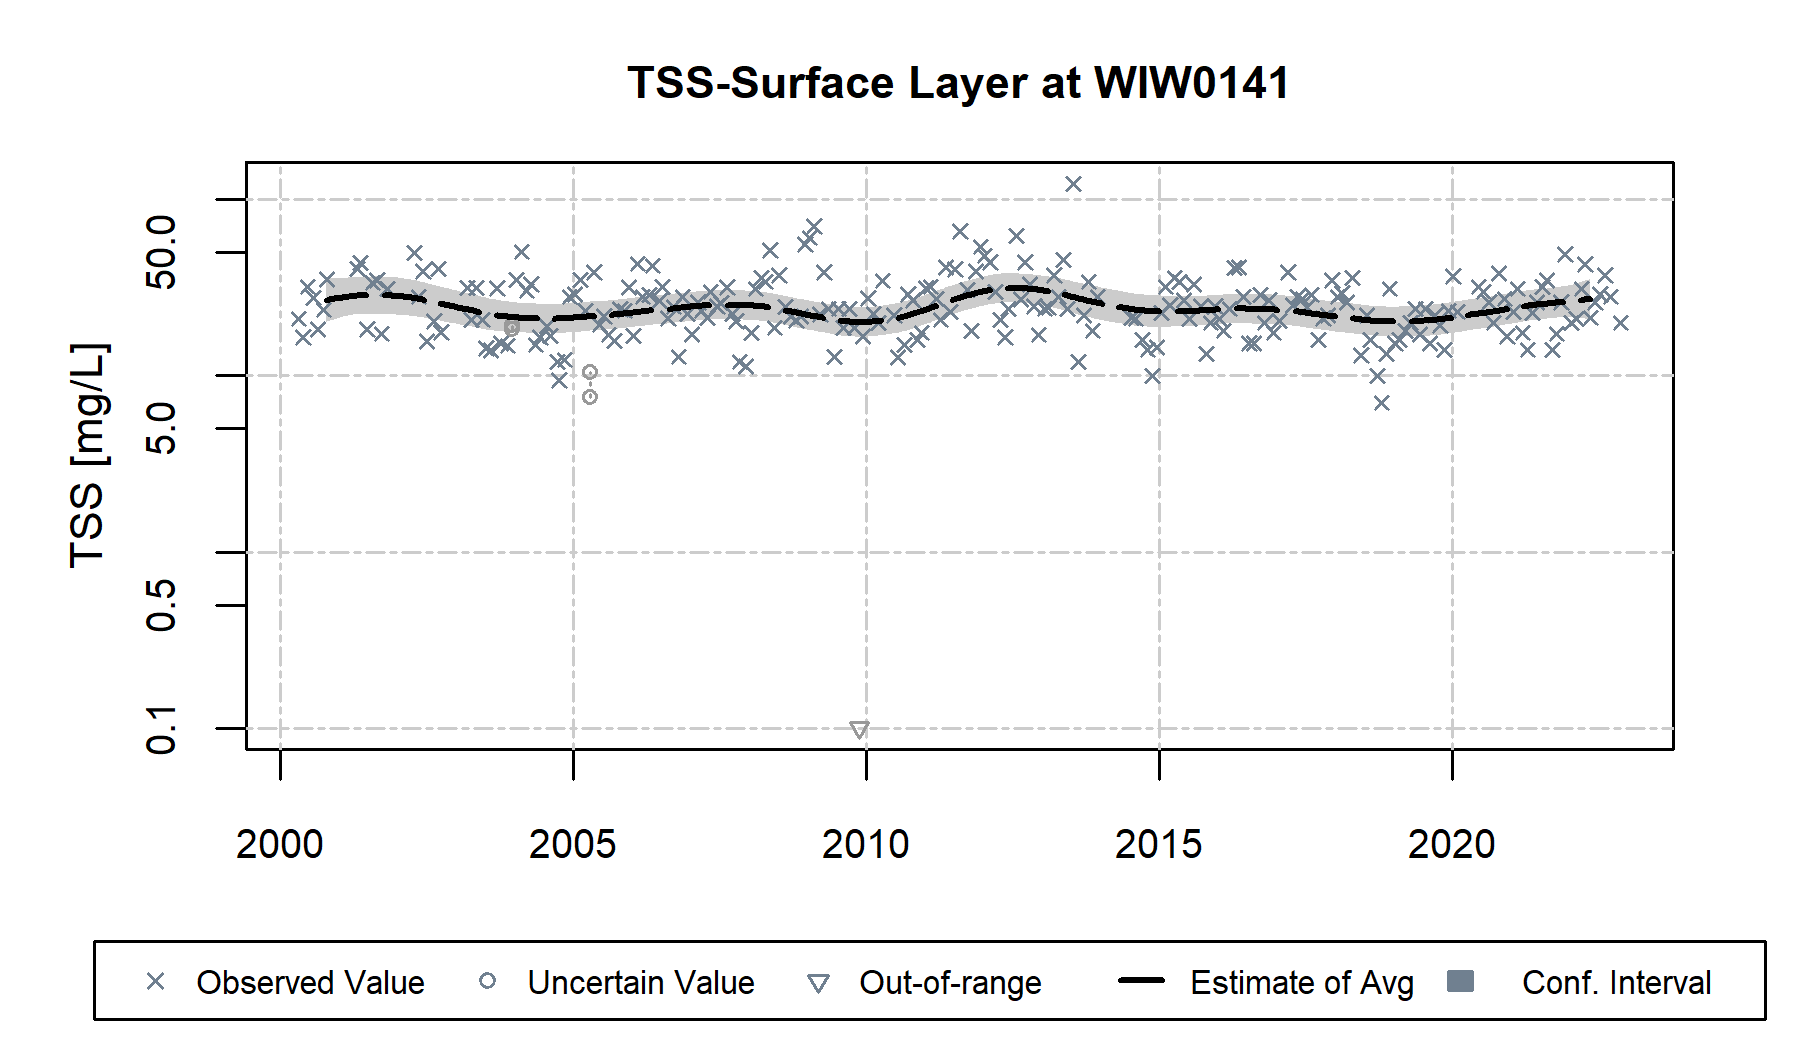 TSS-Surface Layer at WIW0141
TSS [mg/L]
50.0
5.0
0.5
0.1
2000 2005 2010 2015 2020
Observed Value Uncertain Value Out-of-range Estimate of Avg Conf. Interval